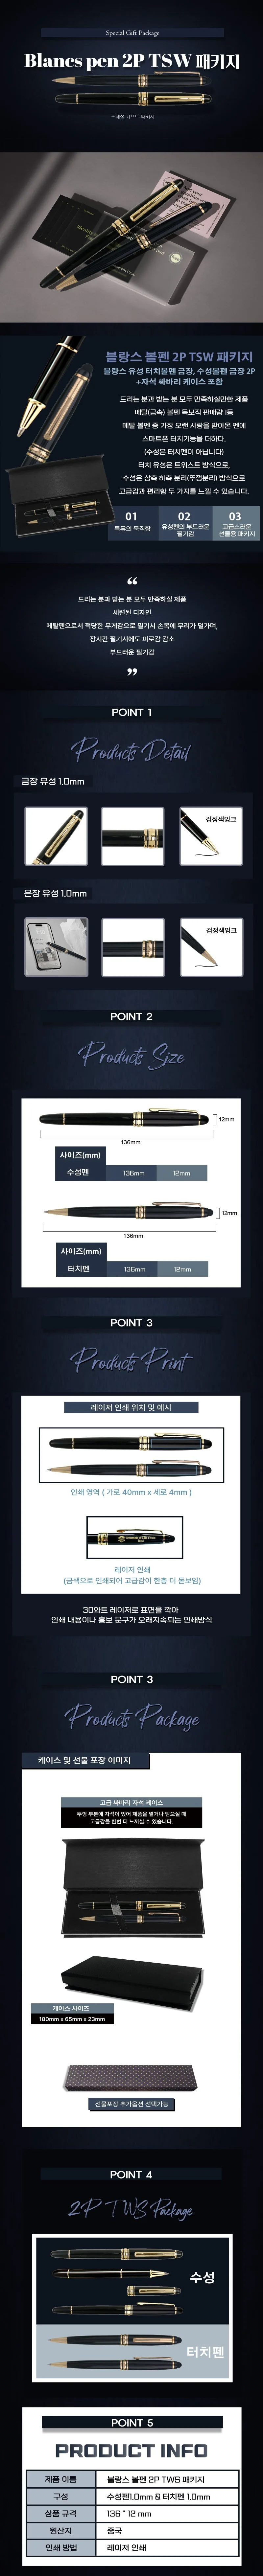 Special Gift Package
Blancs pen 2P TSW 패키지
스페셜 기프트 패키지
블랑스 볼펜 2P TSW 패키지
블랑스 유성 터치볼펜 금장, 수성볼펜 금장 2P
+자석 싸바리 케이스 포함
드리는 분과 받는 분 모두 만족하실만한 제품
메탈(금속) 볼펜 독보적 판매량 1등
메탈 볼펜 중 가장 오랜 사랑을 받아온 펜에
스마트폰 터치기능을 더하다.
(수성은 터치펜이 아닙니다)
터치 유성은 트위스트 방식으로,
수성은 상축 하축 분리(뚜껑분리) 방식으로
고급감과 편리함 두 가지를 느낄 수 있습니다.
01
특유의 묵직함
02
유성펜의 부드러운
필기감
03
고급스러운
선물용 패키지
“
드리는 분과 받는 분 모두 만족하실 제품
세련된 디자인
메탈펜으로서 적당한 무게감으로 필기시 손목에 무리가 덜가며,
장시간 필기시에도 피로감 감소
부드러운 필기감
”
POINT 1
Products Detail
금장 유성 1.0mm
검정색잉크
은장 유성 1.0mm
검정색잉크
POINT 2
Products Size
12mm
136mm
사이즈(mm)
수성펜 136mm 12mm
12mm
136mm
사이즈(mm)
터치펜 136mm 12mm
POINT 3
Products Print
레이저 인쇄 위치 및 예시
인쇄 영역 ( 가로 40mm x 세로 4mm )
레이저 인쇄
(금색으로 인쇄되어 고급감이 한층 더 돋보임)
30와트 레이저로 표면을 깍아
인쇄 내용이나 홍보 문구가 오래지속되는 인쇄방식
POINT 3
Products Package
케이스 및 선물 포장 이미지
고급 싸바리 자석 케이스
뚜껑 부분에 자석이 있어 제품을 열거나 닫으실 때
고급감을 한번 더 느끼실 수 있습니다.
케이스 사이즈
180mm x 65mm x 23mm
선물포장 추가옵션 선택가능
POINT 4
2P TWS Package
수성
터치펜
POINT 5
PRODUCT INFO
제품 이름 블랑스 볼펜 2P TWS 패키지
구성 수성펜1.0mm & 터치펜 1.0mm
상품 규격 136 * 12 mm
원산지 중국
인쇄 방법 레이저 인쇄